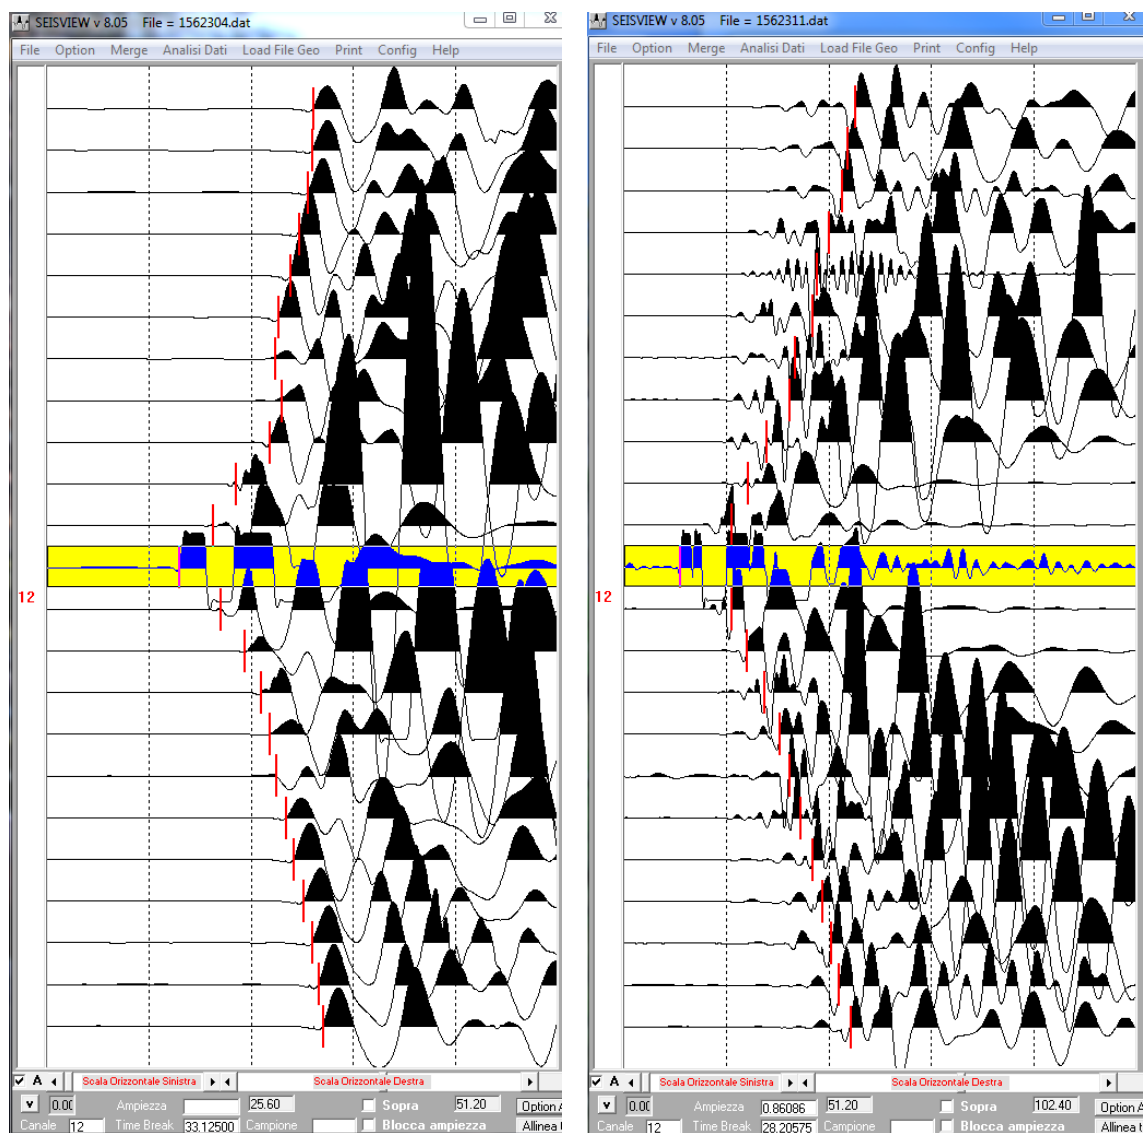 SEISVIEW v 8.05 File = 1562304.dat
File Option Merge Analisi Dati Load File Geo Print Config Help
12
A Scala Orizzontale Sinistra Scala Orizzontale Destra
v 0.00 Ampiezza 25.60 Sopra 51.20 Option
Canale 12 Time Break 33.12500 Campione Blocca ampiezza Allinea
SEISVIEW v 8.05 File = 1562311.dat
File Option Merge Analisi Dati Load File Geo Print Config Help
12
A Scala Orizzontale Sinistra Scala Orizzontale Destra
v Ampiezza 0.86086 51.20 Sopra 102.40 Option
Canale 12 Time Break 28.20575 Campione Blocca ampiezza Allinea